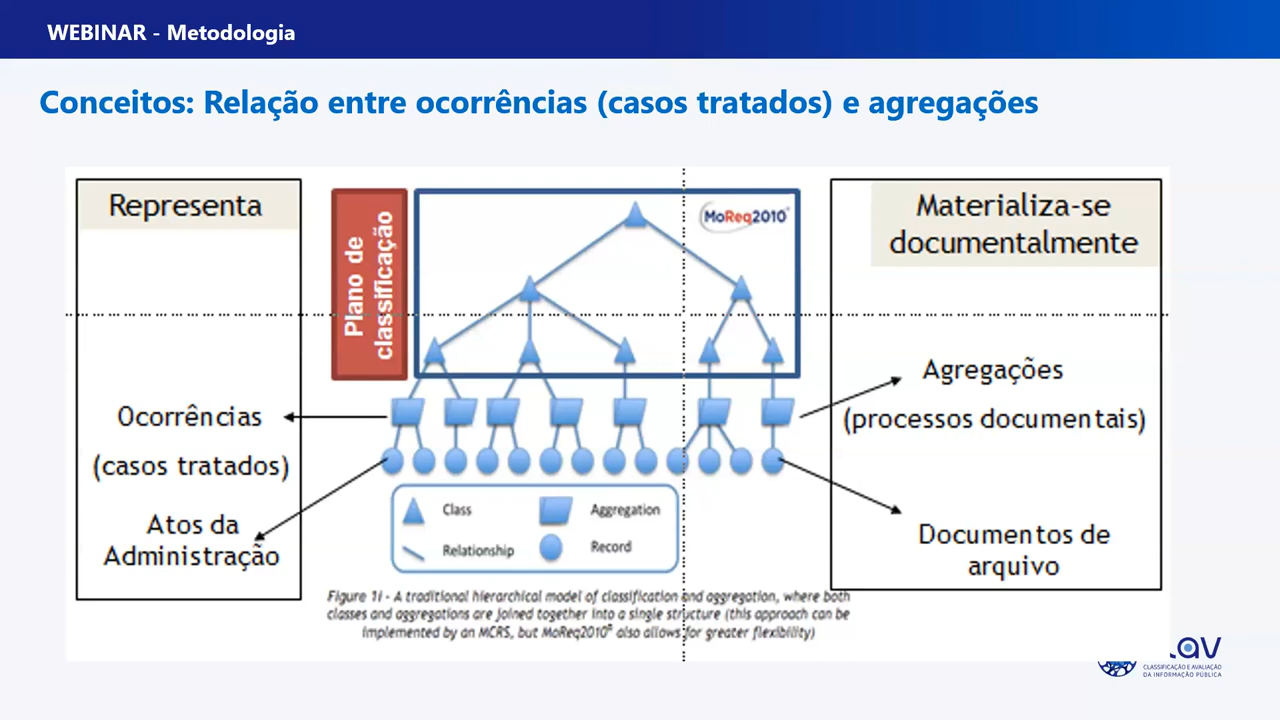 WEBINAR - Metodologia
Conceitos: Relação entre ocorrências (casos tratados) e agregações
Representa
Ocorrências
(casos tratados)
Atos da
Administração
Plano de
classificação
MoReq2010®
Class
Aggregation
Relationship
Record
Figure 1i - A traditional hierarchical model of classification and aggregation, where both
classes and aggregations are joined together into a single structure (this approach can be
implemented by an MCRS, but MoReq2010® also allows for greater flexibility)
Materializa-se
documentalmente
Agregações
(processos documentais)
Documentos de
arquivo
CLASSIFICAÇÃO E AVALIAÇÃO
DA INFORMAÇÃO PÚBLICA